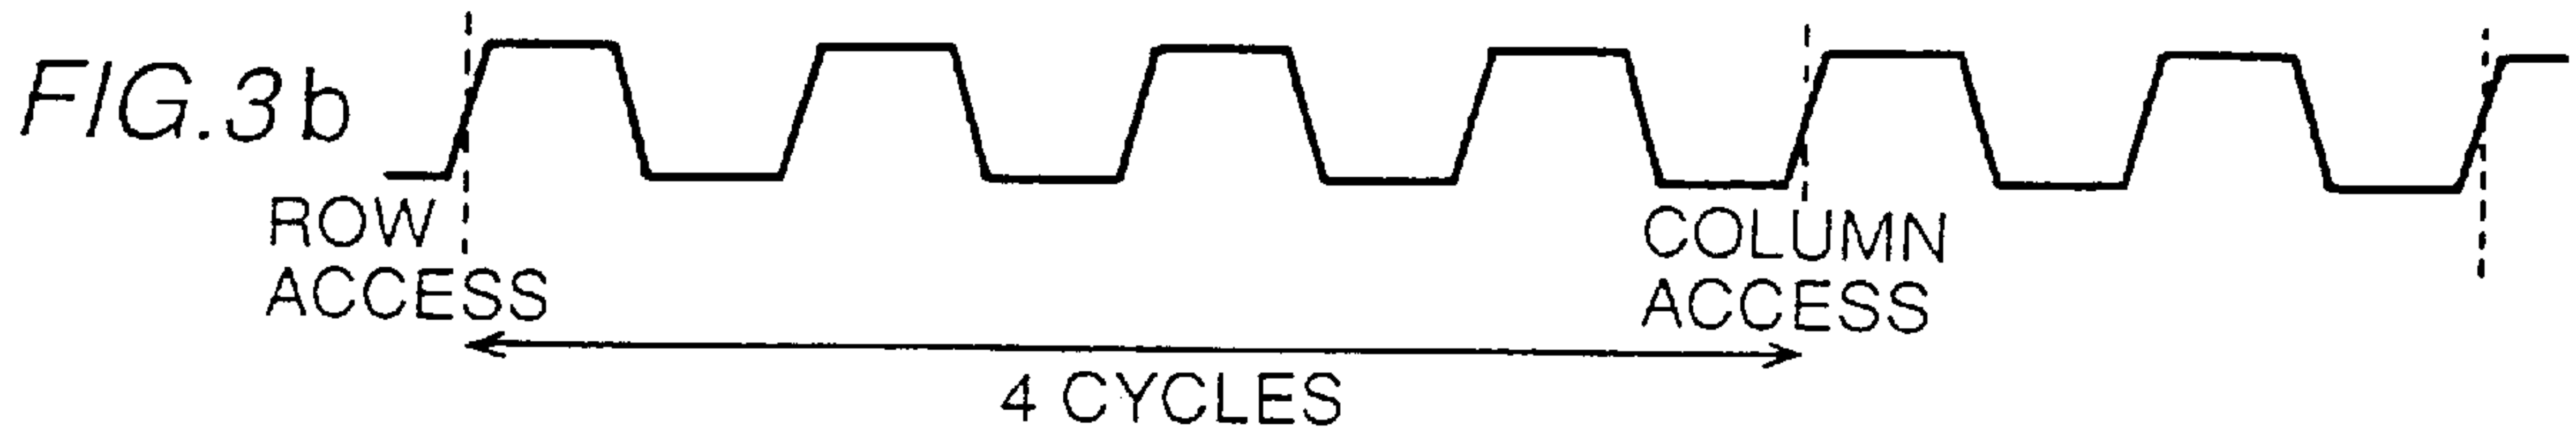 FIG.3b
ROW
ACCESS
COLUMN
ACCESS
4 CYCLES